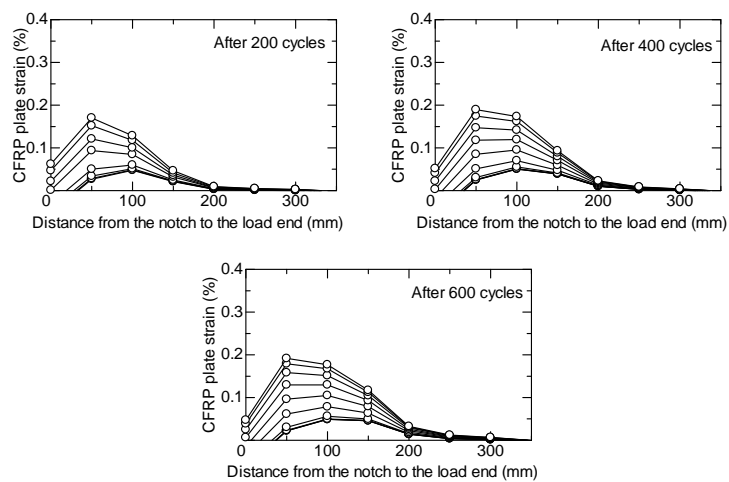 0.4
After 200 cycles
0.3
0.2
0.1
CFRP plate strain (%)
0 100 200 300
Distance from the notch to the load end (mm)
0.4
After 400 cycles
0.3
0.2
0.1
CFRP plate strain (%)
0 100 200 300
Distance from the notch to the load end (mm)
0.4
After 600 cycles
0.3
0.2
0.1
CFRP plate strain (%)
0 100 200 300
Distance from the notch to the load end (mm)